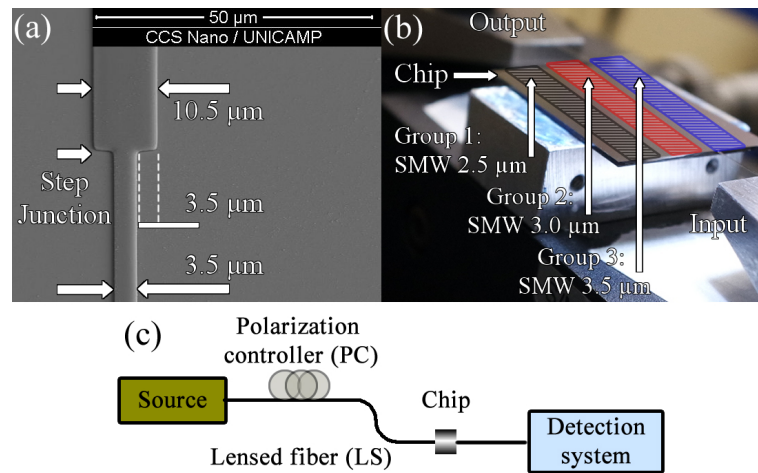 (a)
50 µm
CCS Nano / UNICAMP
10.5 µm
Step
Junction
3.5 µm
3.5 µm
(b)
Output
Chip
Group 1:
SMW 2.5 µm
Group 2:
SMW 3.0 µm
Group 3:
SMW 3.5 µm
Input
(c)
Polarization
controller (PC)
Source
Chip
Lensed fiber (LS)
Detection
system